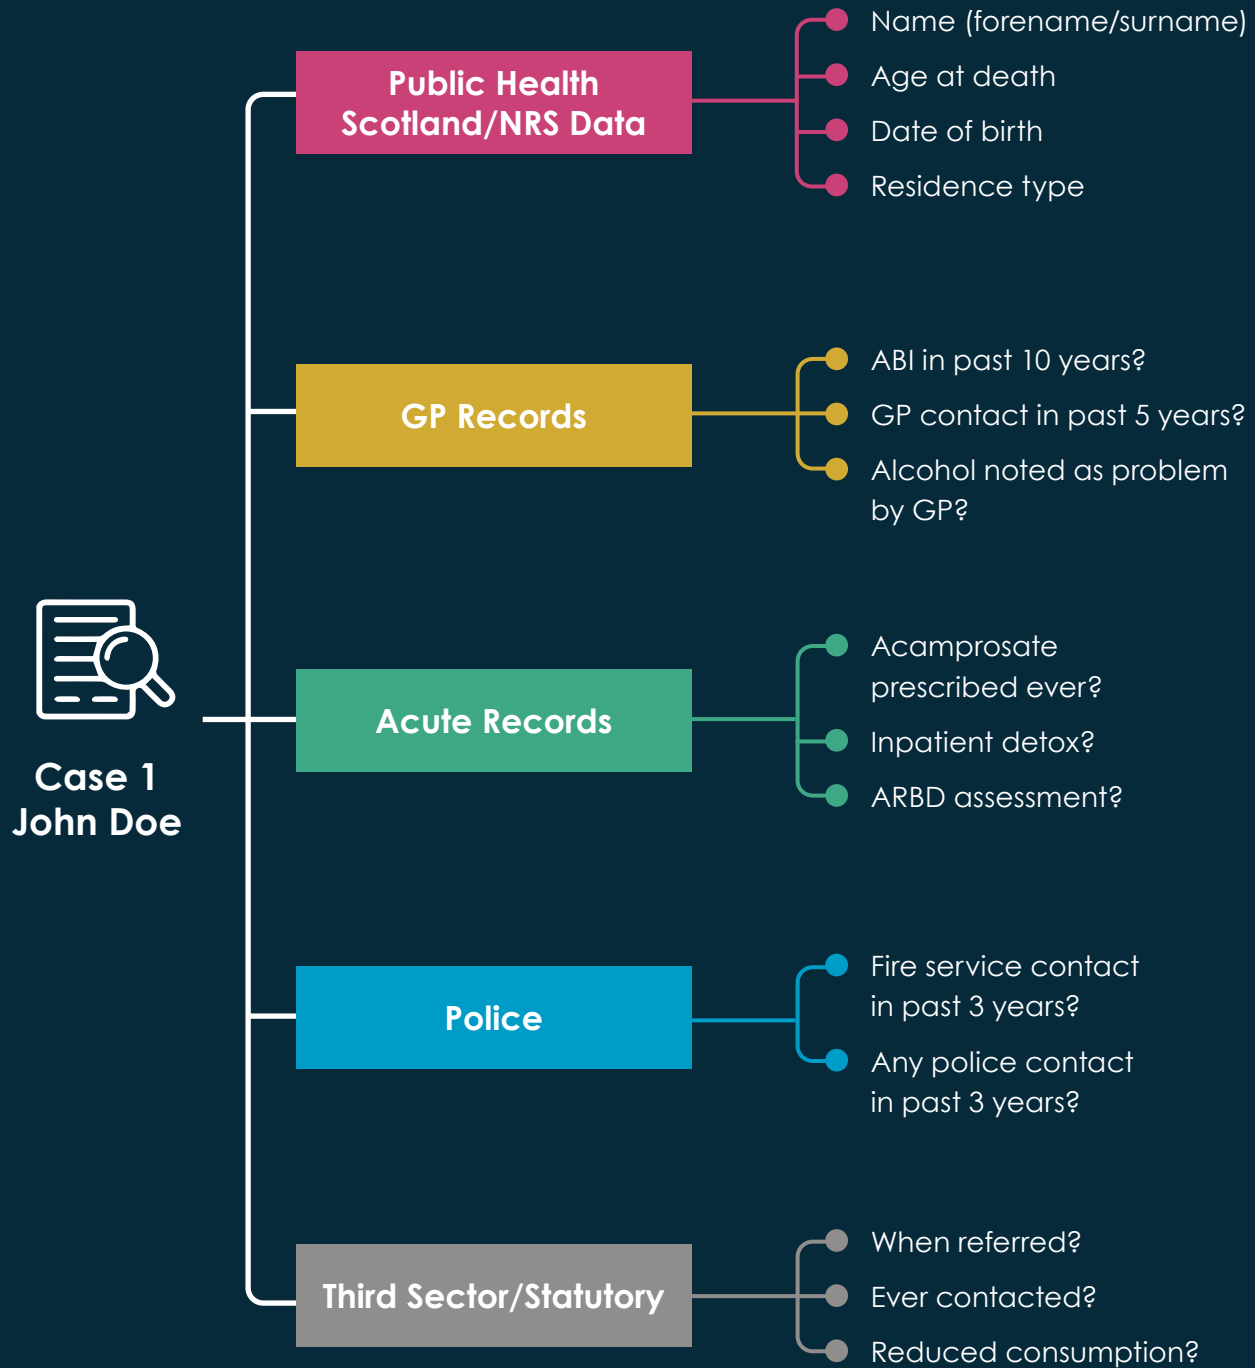 Case 1
John Doe
Public Health
Scotland/NRS Data
Name (forename/surname)
Age at death
Date of birth
Residence type
GP Records
ABI in past 10 years?
GP contact in past 5 years?
Alcohol noted as problem
by GP?
Acute Records
Acamprosate
prescribed ever?
Inpatient detox?
ARBD assessment?
Police
Fire service contact
in past 3 years?
Any police contact
in past 3 years?
Third Sector/Statutory
When referred?
Ever contacted?
Reduced consumption?